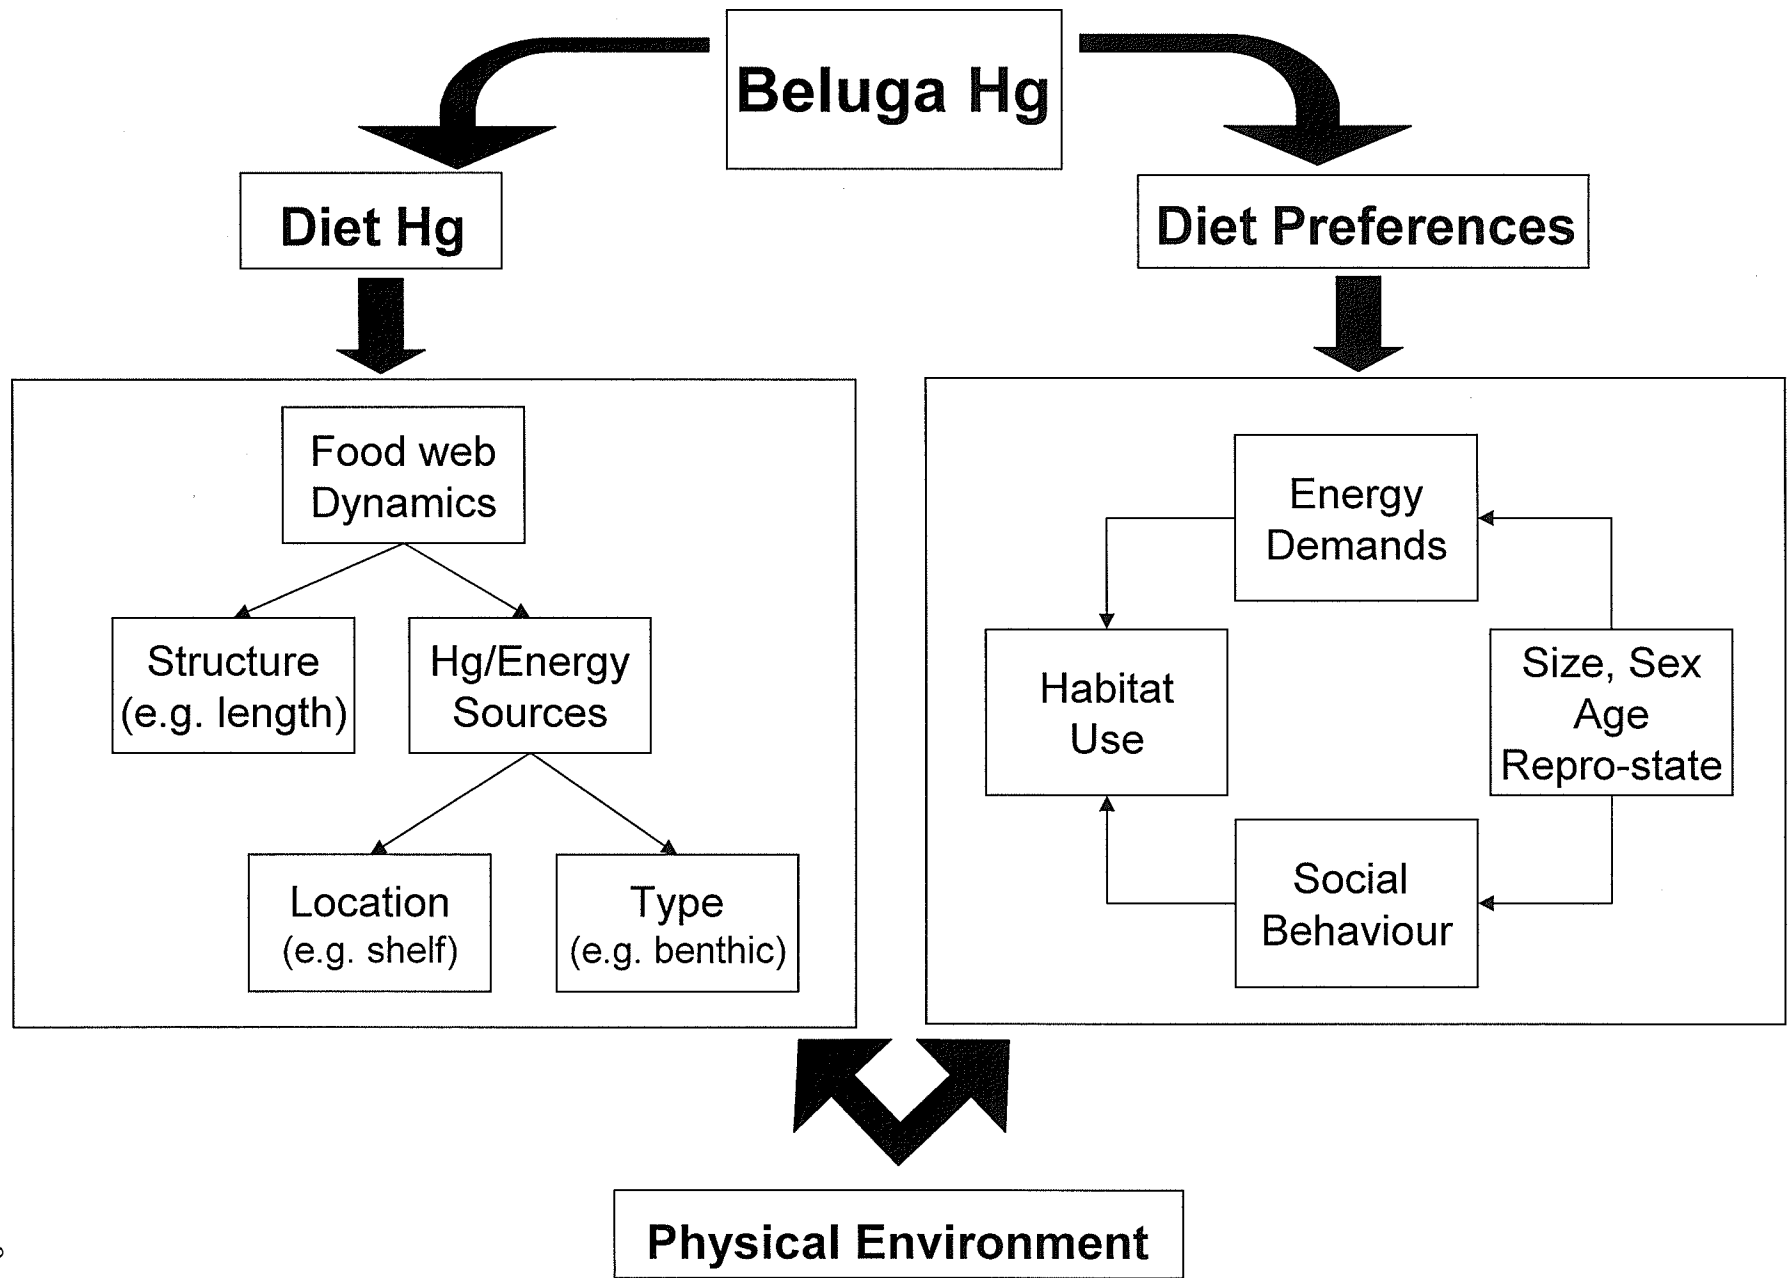 Beluga Hg
Diet Hg
Diet Preferences
Food web
Dynamics
Structure
(e.g. length)
Hg/Energy
Sources
Location
(e.g. shelf)
Type
(e.g. benthic)
Energy
Demands
Habitat
Use
Size, Sex
Age
Repro-state
Social
Behaviour
Physical Environment